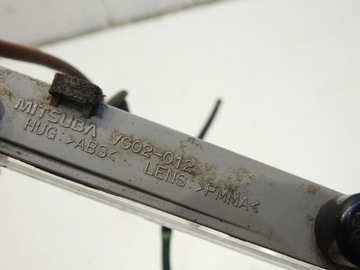 MITSUBA VC02-012
HUG:>ABS< LENS:>PMMA<